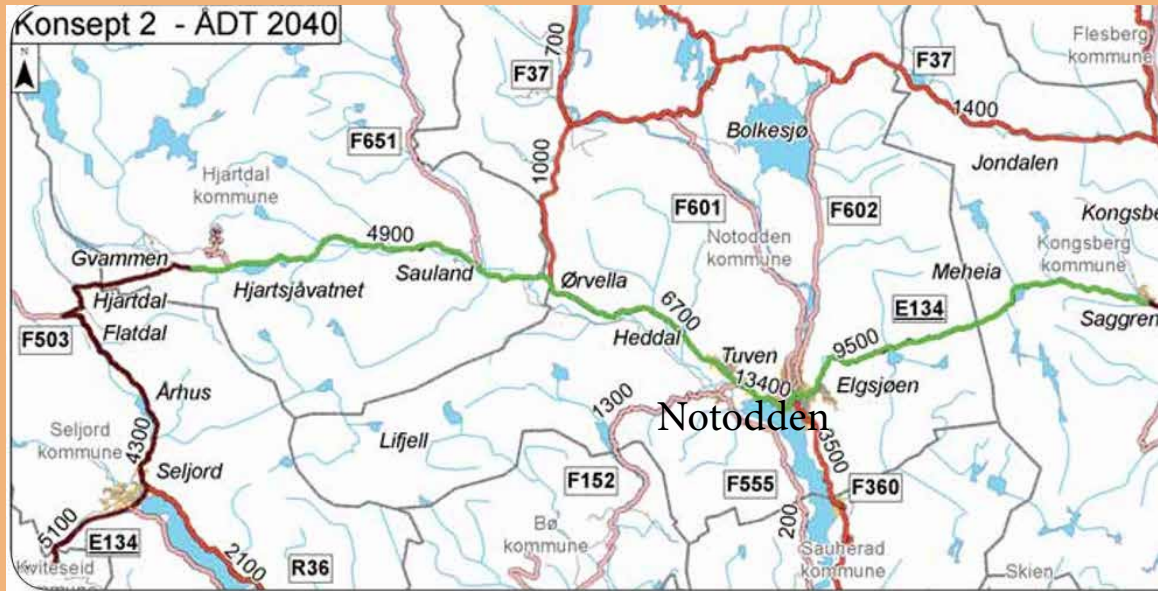 Konsept 2 - ÅDT 2040
N
700
F37
F37
Flesberg
kommune
1400
Bolkesjø
F651
1000
Jondalen
Hjartdal
kommune
F601
F602
Kongsbe
4900
Notodden
kommune
Kongsberg
kommune
Gvammen
Sauland
Ørvella
Meheia
Hjartdal
Hjartsjåvatnet
E134
Saggren
F503
Flatdal
Heddal
6700
Tuven
9500
13400
Elgsjøen
Århus
1300
Notodden
Seljord
kommune
4300
Lifjell
3500
Seljord
F152
F555
F360
5100
E134
Bø
kommune
200
2100
R36
Sauherad
kommune
Skien
Kviteseid